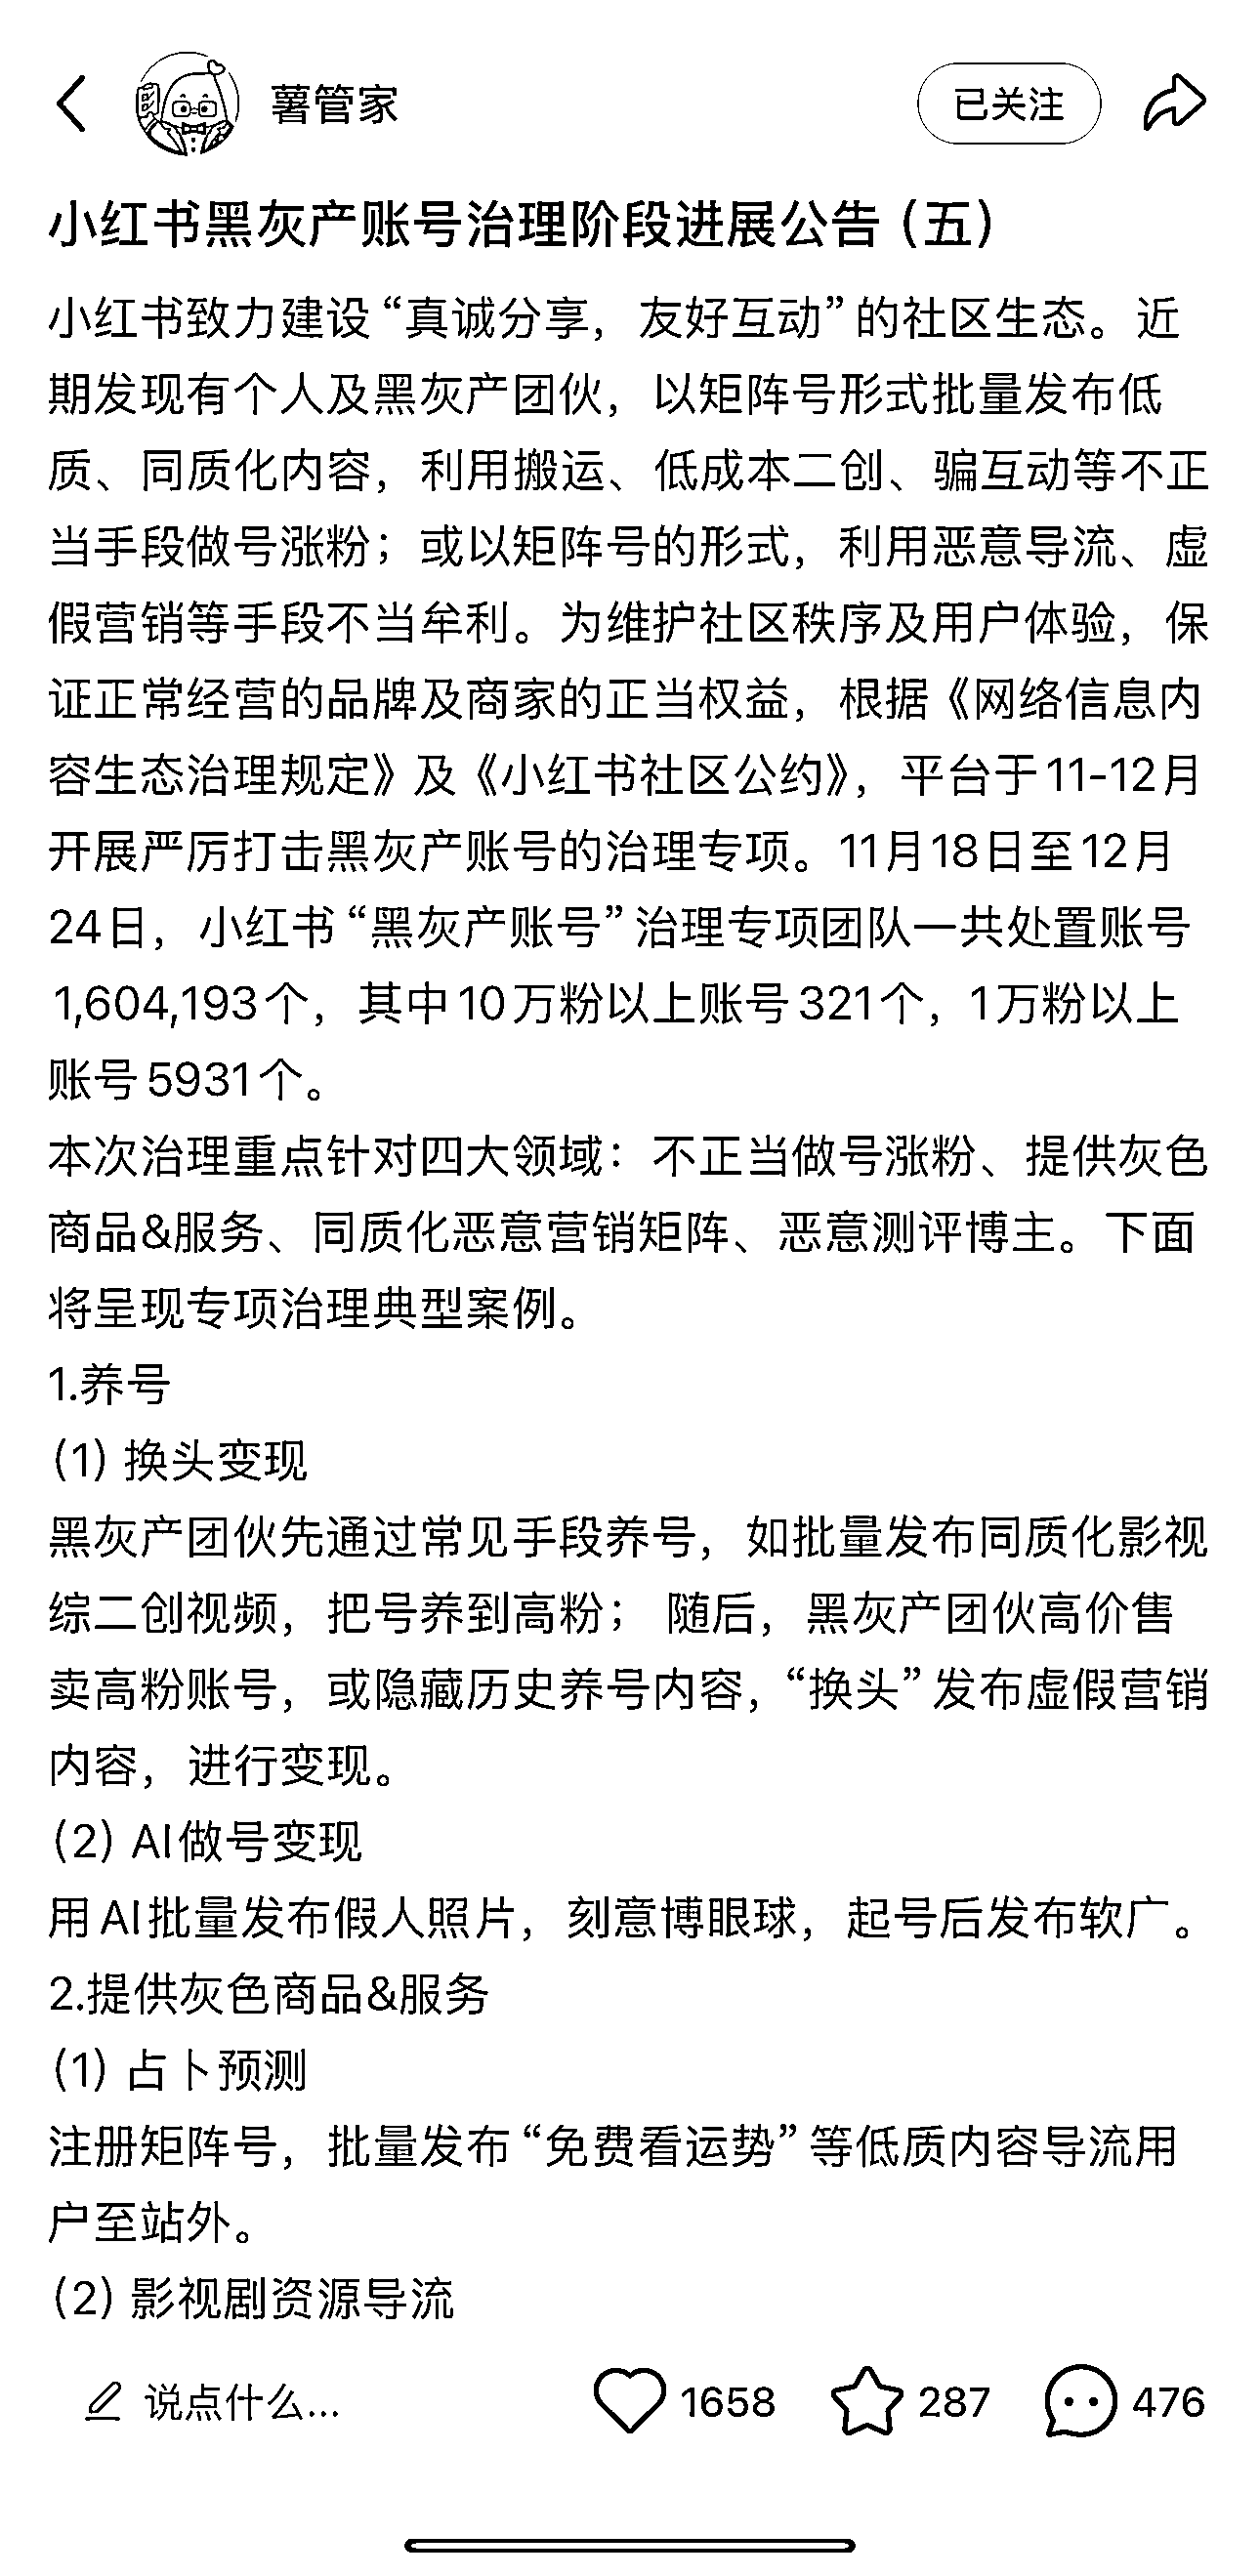 薯管家
已关注
小红书黑灰产账号治理阶段进展公告（五）
小红书致力建设“真诚分享，友好互动”的社区生态。近
期发现有个人及黑灰产团伙，以矩阵号形式批量发布低
质、同质化内容，利用搬运、低成本二创、骗互动等不正
当手段做号涨粉；或以矩阵号的形式，利用恶意导流、虚
假营销等手段不当牟利。为维护社区秩序及用户体验，保
证正常经营的品牌及商家的正当权益，根据《网络信息内
容生态治理规定》及《小红书社区公约》，平台于11-12月
开展严厉打击黑灰产账号的治理专项。11月18日至12月
24日，小红书“黑灰产账号”治理专项团队一共处置账号
1,604,193个，其中10万粉以上账号321个，1万粉以上
账号5931个。
本次治理重点针对四大领域：不正当做号涨粉、提供灰色
商品&服务、同质化恶意营销矩阵、恶意测评博主。下面
将呈现专项治理典型案例。
1.养号
（1）换头变现
黑灰产团伙先通过常见手段养号，如批量发布同质化影视
综二创视频，把号养到高粉； 随后，黑灰产团伙高价售
卖高粉账号，或隐藏历史养号内容，“换头”发布虚假营销
内容，进行变现。
（2）AI做号变现
用AI批量发布假人照片，刻意博眼球，起号后发布软广。
2.提供灰色商品&服务
（1）占卜预测
注册矩阵号，批量发布“免费看运势”等低质内容导流用
户至站外。
（2）影视剧资源导流
说点什么...
1658
287
476